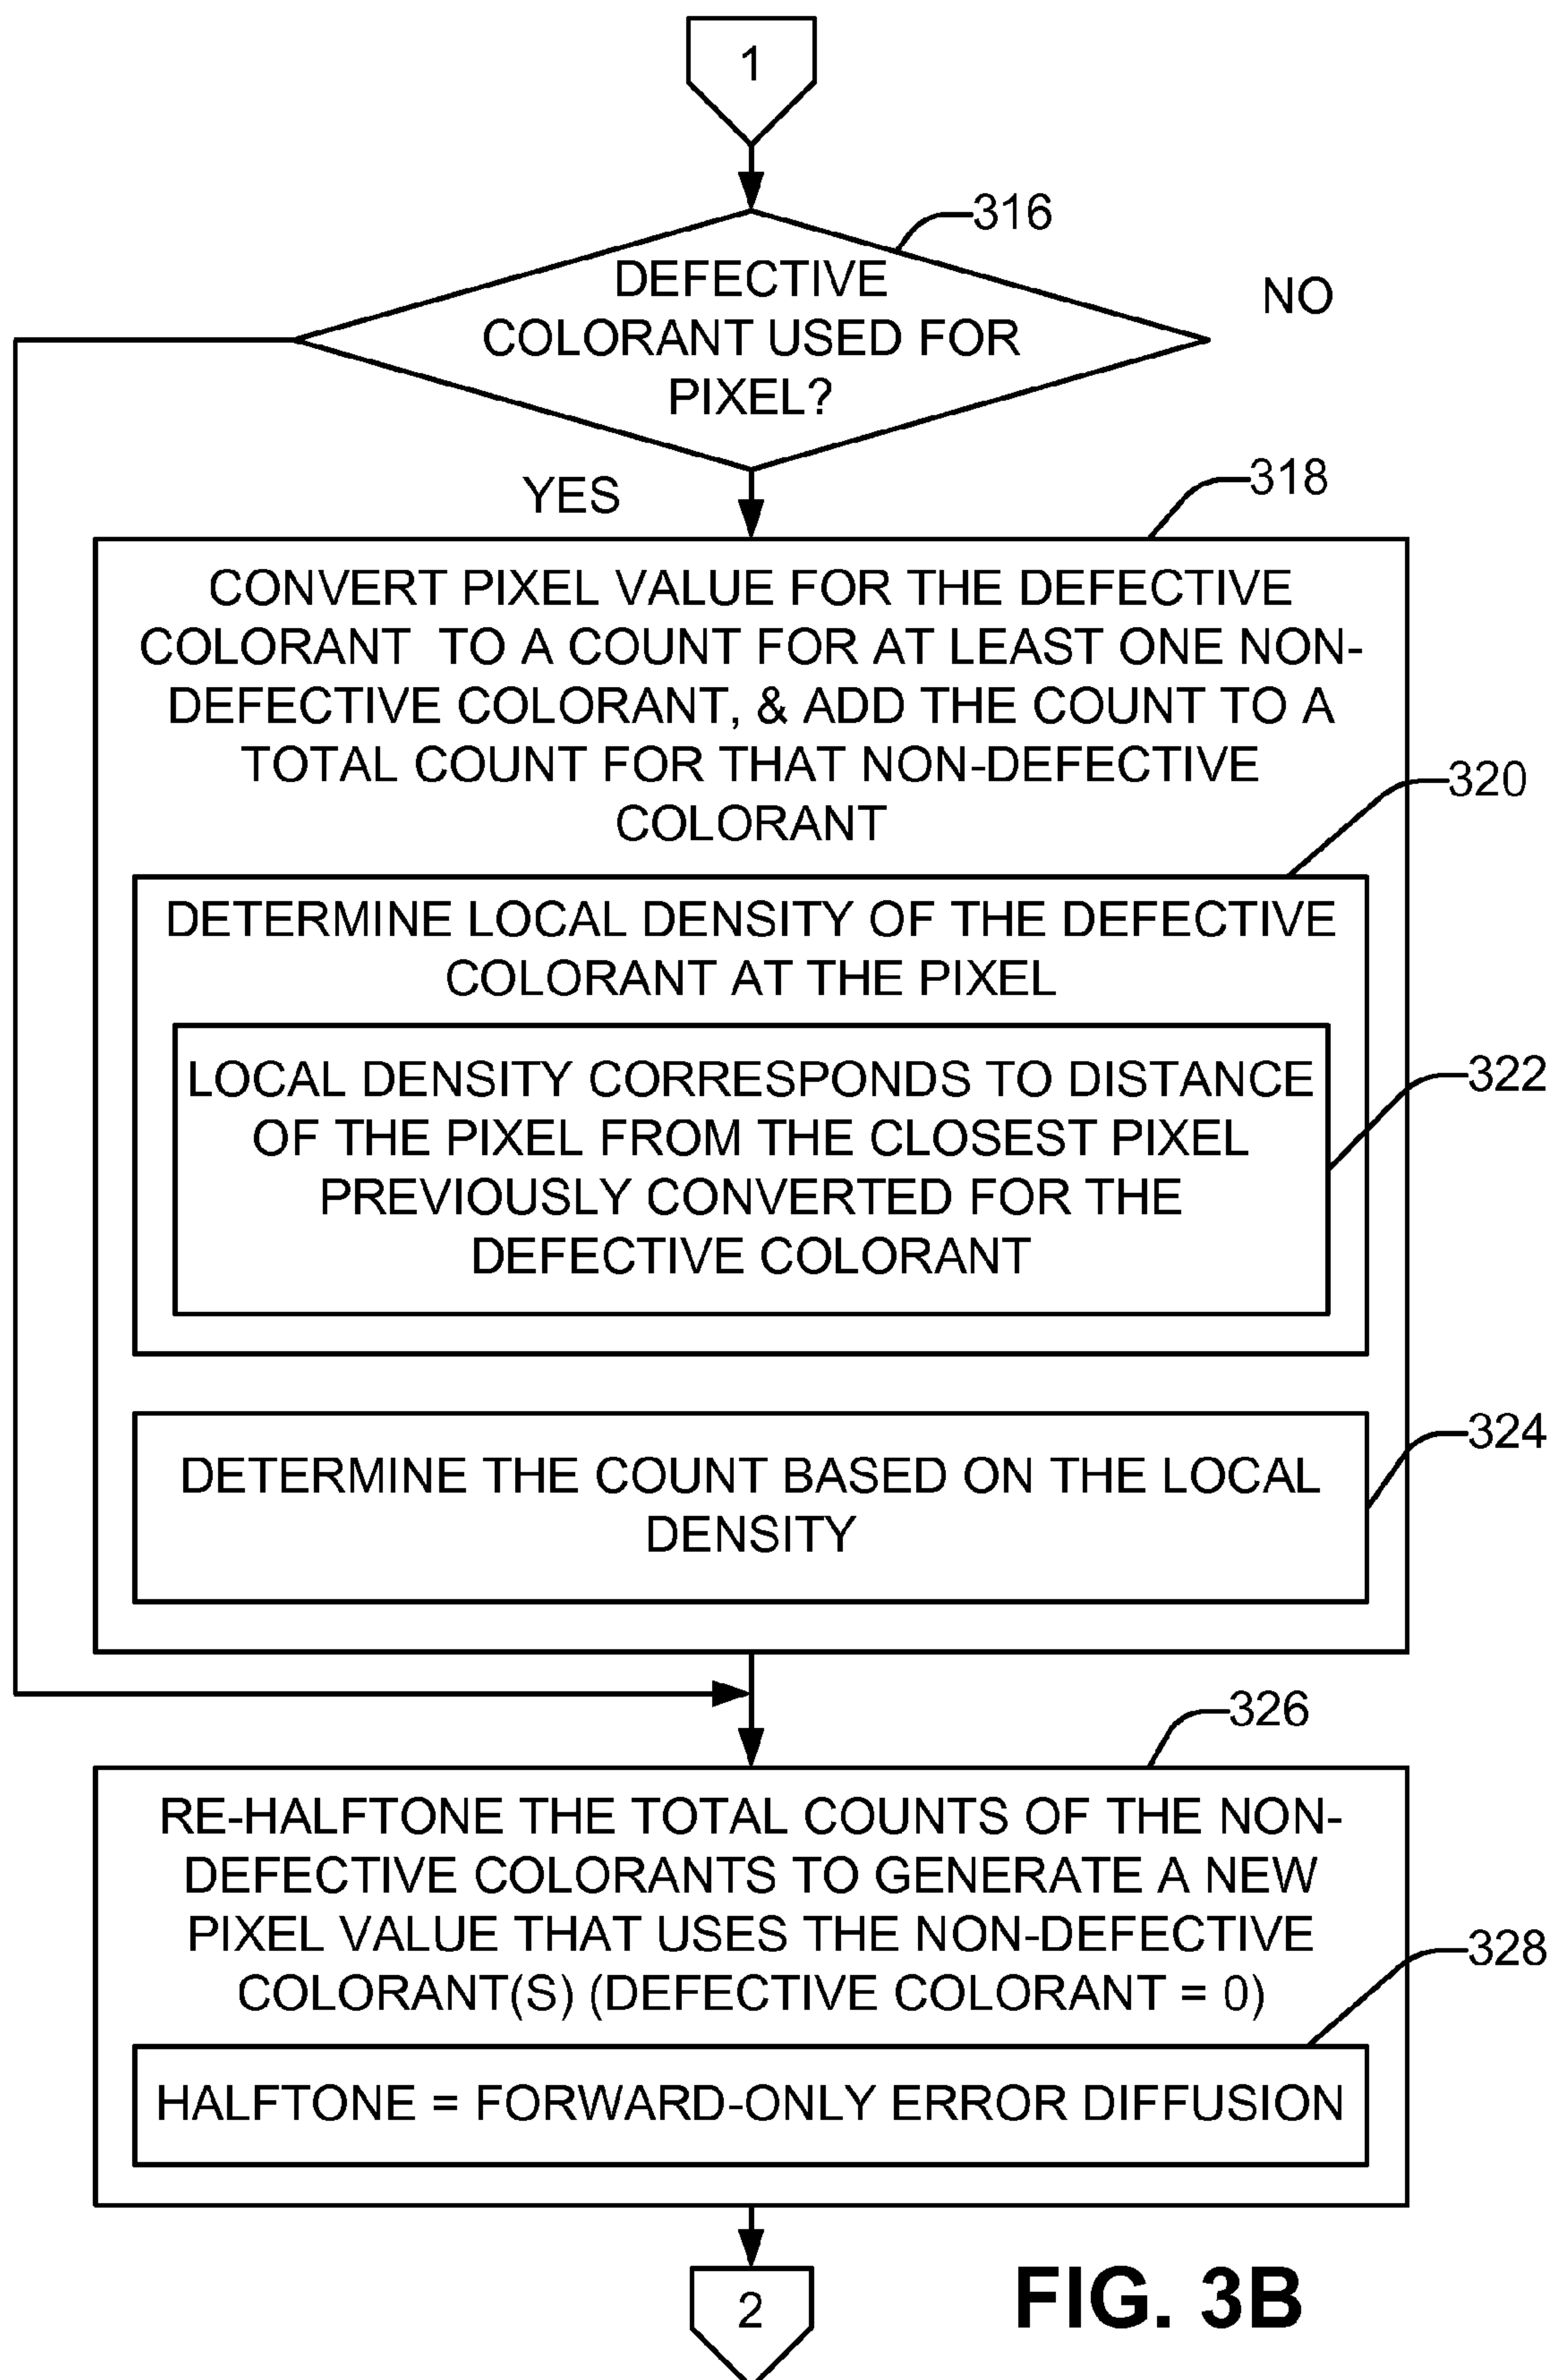 1
316
DEFECTIVE
COLORANT USED FOR
PIXEL?
NO
YES
318
CONVERT PIXEL VALUE FOR THE DEFECTIVE
COLORANT TO A COUNT FOR AT LEAST ONE NON-
DEFECTIVE COLORANT, & ADD THE COUNT TO A
TOTAL COUNT FOR THAT NON-DEFECTIVE
COLORANT
320
DETERMINE LOCAL DENSITY OF THE DEFECTIVE
COLORANT AT THE PIXEL
LOCAL DENSITY CORRESPONDS TO DISTANCE
OF THE PIXEL FROM THE CLOSEST PIXEL
PREVIOUSLY CONVERTED FOR THE
DEFECTIVE COLORANT
322
DETERMINE THE COUNT BASED ON THE LOCAL
DENSITY
324
326
RE-HALFTONE THE TOTAL COUNTS OF THE NON-
DEFECTIVE COLORANTS TO GENERATE A NEW
PIXEL VALUE THAT USES THE NON-DEFECTIVE
COLORANT(S) (DEFECTIVE COLORANT = 0)
328
HALFTONE = FORWARD-ONLY ERROR DIFFUSION
2
FIG. 3B